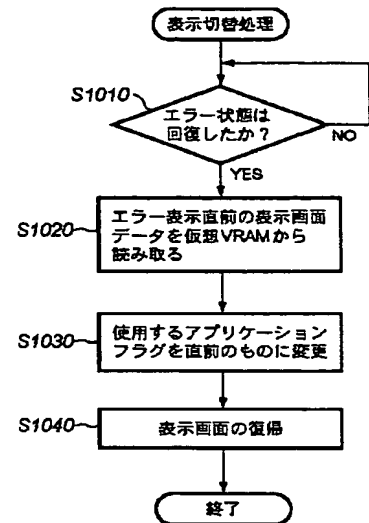 表示切替処理
S1010
エラー状態は
回復したか？
NO
YES
S1020
エラー表示直前の表示画面
データを仮想VRAMから
読み取る
S1030
使用するアプリケーション
フラグを直前のものに変更
S1040
表示画面の復帰
終了